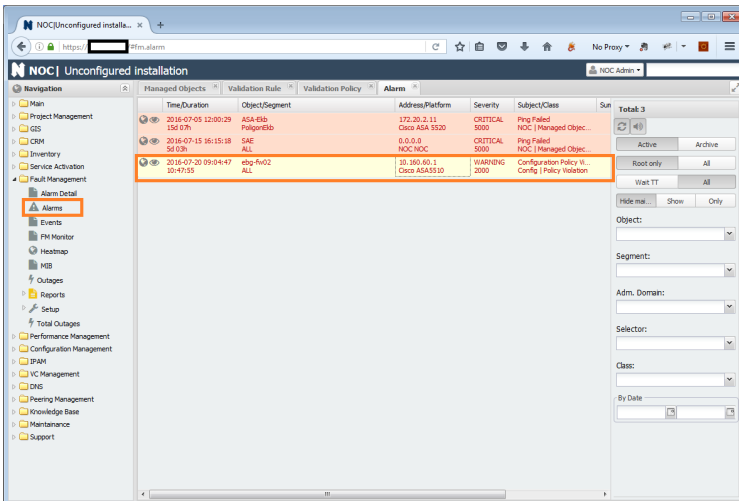 NOC|Unconfigured installa...
https://
/#fm.alarm
No Proxy
NOC| Unconfigured installation
NOC Admin
Navigation
Managed Objects
Validation Rule
Validation Policy
Alarm
Main
Project Management
GIS
CRM
Inventory
Service Activation
Fault Management
Alarm Detail
Alarms
Events
FM Monitor
Heatmap
MIB
Outages
Reports
Setup
Total Outages
Performance Management
Configuration Management
IPAM
VC Management
DNS
Peering Management
Knowledge Base
Maintainance
Support
Time/Duration Object/Segment Address/Platform Severity Subject/Class Sum
2016-07-05 12:00:29 ASA-Ekb 172.20.2.11 CRITICAL Ping Failed
15d 07h PoligonEkb Cisco ASA 5520 5000 NOC | Managed Objec...
2016-07-15 16:15:18 SAE 0.0.0.0 CRITICAL Ping Failed
5d 03h ALL NOC NOC 5000 NOC | Managed Objec...
2016-07-20 09:04:47 ebg-fw02 10.160.60.1 WARNING Configuration Policy Vi...
10:47:55 ALL Cisco ASA5510 2000 Config | Policy Violation
Total: 3
Active Archive
Root only All
Wait TT All
Hide mai... Show Only
Object:
Segment:
Adm. Domain:
Selector:
Class:
By Date